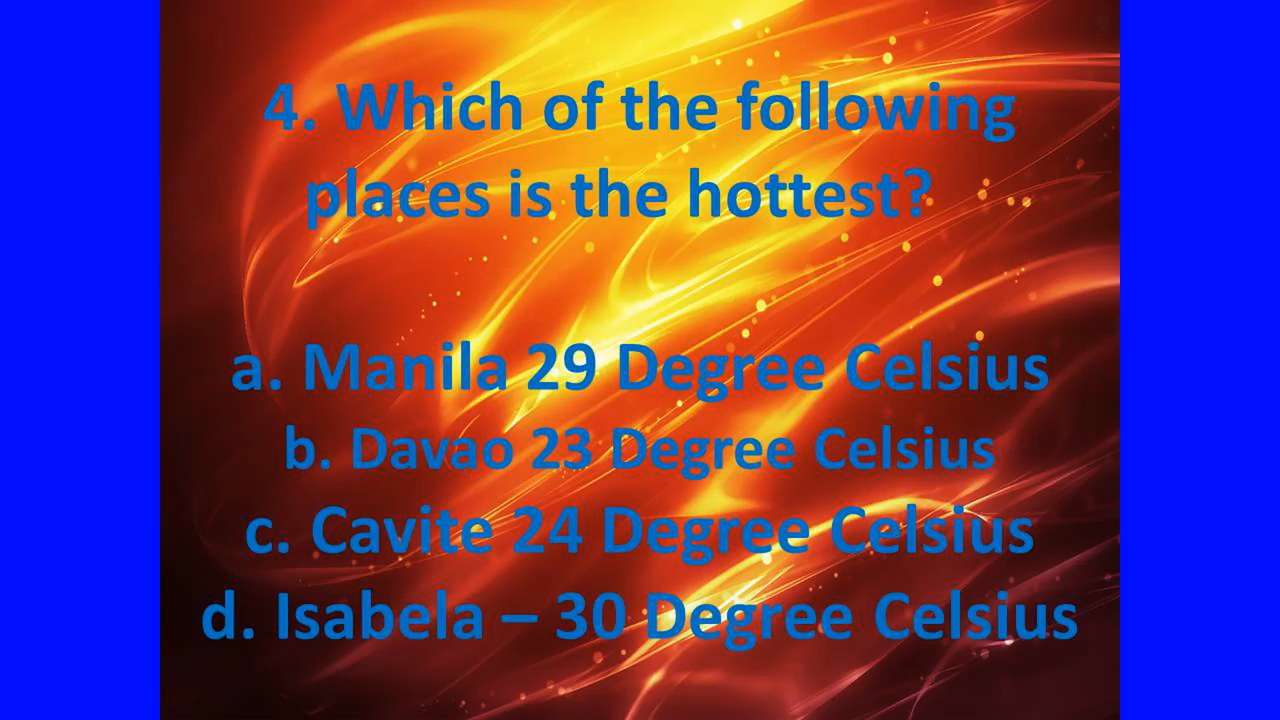 4. Which of the following
places is the hottest?
a. Manila 29 Degree Celsius
b. Davao 23 Degree Celsius
c. Cavite 24 Degree Celsius
d. Isabela – 30 Degree Celsius